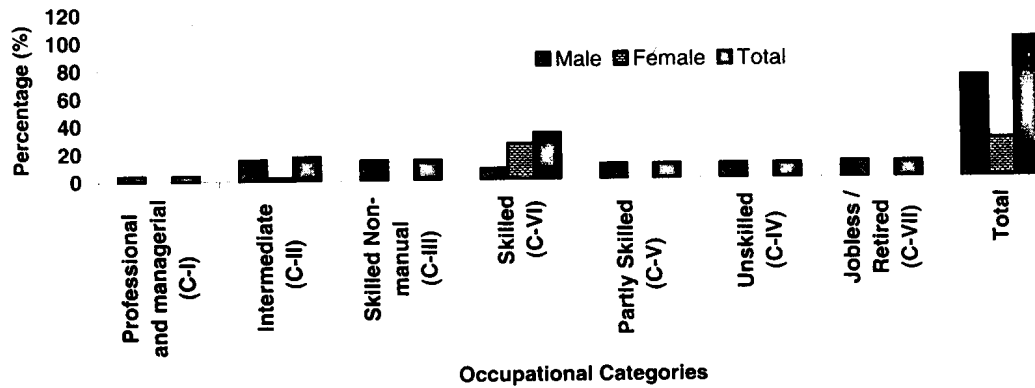 Percentage (%)
120
100
80
60
40
20
0
Male Female Total
Professional
and managerial
(C-I)
Intermediate
(C-II)
Skilled Non-
manual
(C-III)
Skilled
(C-VI)
Partly Skilled
(C-V)
Unskilled
(C-IV)
Jobless /
Retired
(C-VII)
Total
Occupational Categories